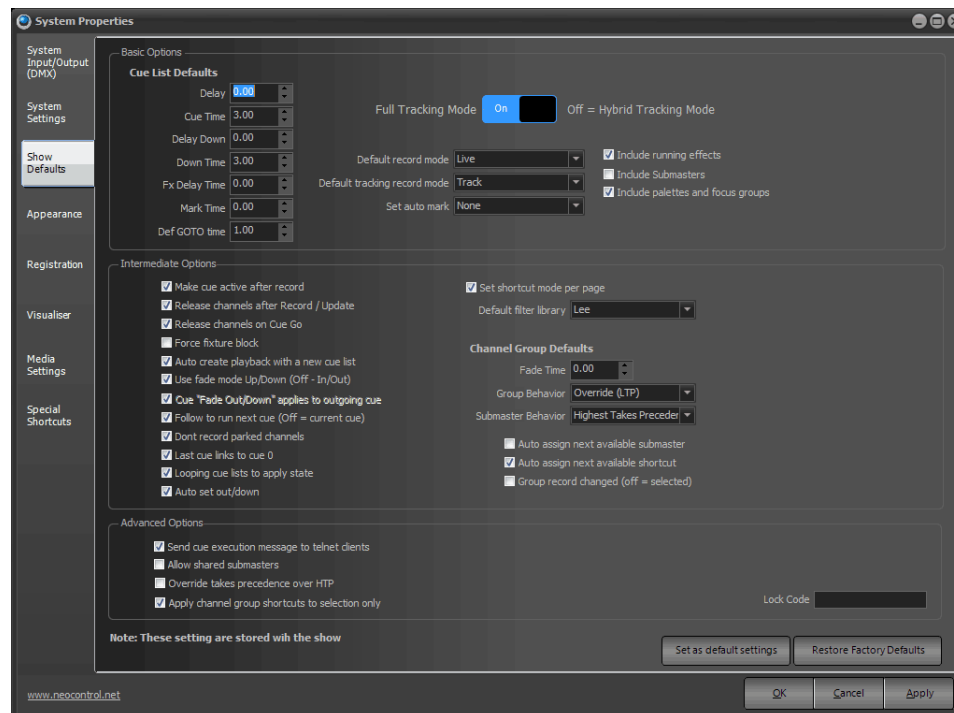 System Properties
System
Input/Output
(DMX)
System
Settings
Show
Defaults
Appearance
Registration
Visualiser
Media
Settings
Special
Shortcuts
Basic Options
Cue List Defaults
Delay 0.00
Cue Time 3.00
Delay Down 0.00
Down Time 3.00
Fx Delay Time 0.00
Mark Time 0.00
Def GOTO time 1.00
Full Tracking Mode On Off = Hybrid Tracking Mode
Default record mode Live
Default tracking record mode Track
Set auto mark None
Include running effects
Include Submasters
Include palettes and focus groups
Intermediate Options
Make cue active after record
Release channels after Record / Update
Release channels on Cue Go
Force fixture block
Auto create playback with a new cue list
Use fade mode Up/Down (Off - In/Out)
Cue "Fade Out/Down" applies to outgoing cue
Follow to run next cue (Off = current cue)
Dont record parked channels
Last cue links to cue 0
Looping cue lists to apply state
Auto set out/down
Set shortcut mode per page
Default filter library Lee
Channel Group Defaults
Fade Time 0.00
Group Behavior Override (LTP)
Submaster Behavior Highest Takes Preceder
Auto assign next available submaster
Auto assign next available shortcut
Group record changed (off = selected)
Advanced Options
Send cue execution message to telnet clients
Allow shared submasters
Override takes precedence over HTP
Apply channel group shortcuts to selection only
Lock Code
Note: These setting are stored wih the show
Set as default settings Restore Factory Defaults
www.neocontrol.net
OK Cancel Apply